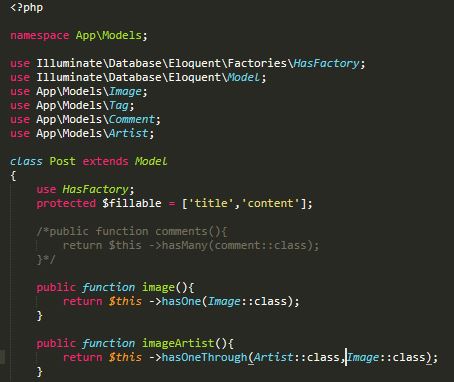 <?php
namespace App\Models;
use Illuminate\Database\Eloquent\Factories\HasFactory;
use Illuminate\Database\Eloquent\Model;
use App\Models\Image;
use App\Models\Tag;
use App\Models\Comment;
use App\Models\Artist;
class Post extends Model
{
use HasFactory;
protected $fillable = ['title','content'];
/*public function comments(){
return $this ->hasMany(comment::class);
}*/
public function image(){
return $this ->hasOne(Image::class);
}
public function imageArtist(){
return $this ->hasOneThrough(Artist::class,Image::class);
}